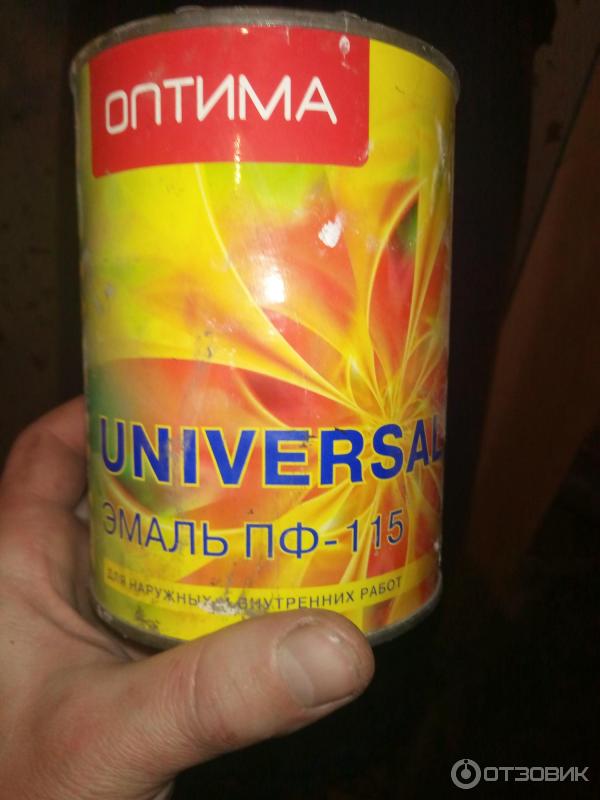 ОПТИМА
UNIVERSAL
ЭМАЛЬ ПФ-115
ДЛЯ НАРУЖНЫХ И ВНУТРЕННИХ РАБОТ
ОТЗОВИК